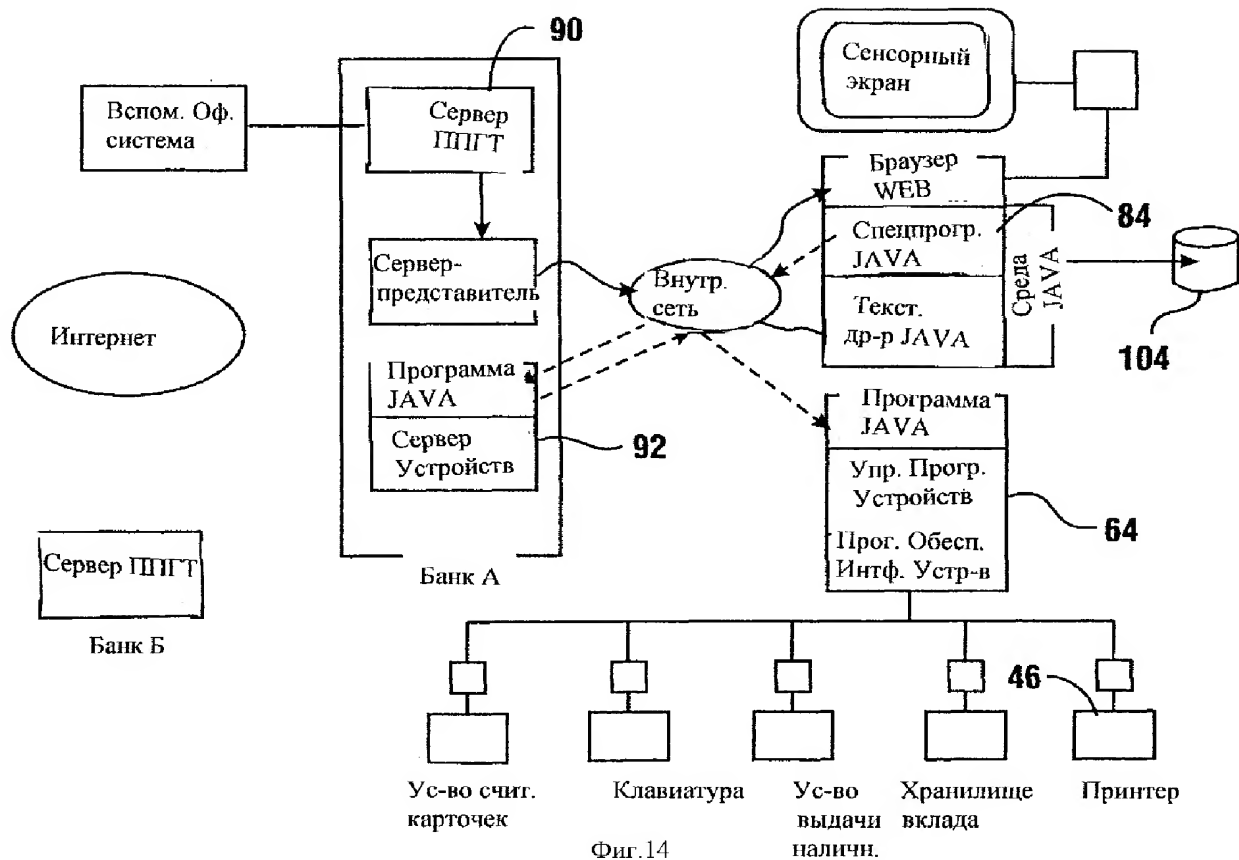 90
Вспом. Оф.
система
Сервер
ППГТ
Сенсорный
экран
Браузер
WEB
84
Спецпрогр.
JAVA
Среда
JAVA
104
Сервер-
представитель
Внутр.
сеть
Текст.
др-р JAVA
Интернет
Программа
JAVA
92
Сервер
Устройств
Программа
JAVA
Упр. Прогр.
Устройств
64
Прог. Обесп.
Интф. Устр-в
Банк А
Сервер ППГТ
Банк Б
46
Ус-во счит.
карточек
Клавиатура
Ус-во
выдачи
наличн.
Хранилище
вклада
Принтер
Фиг.14